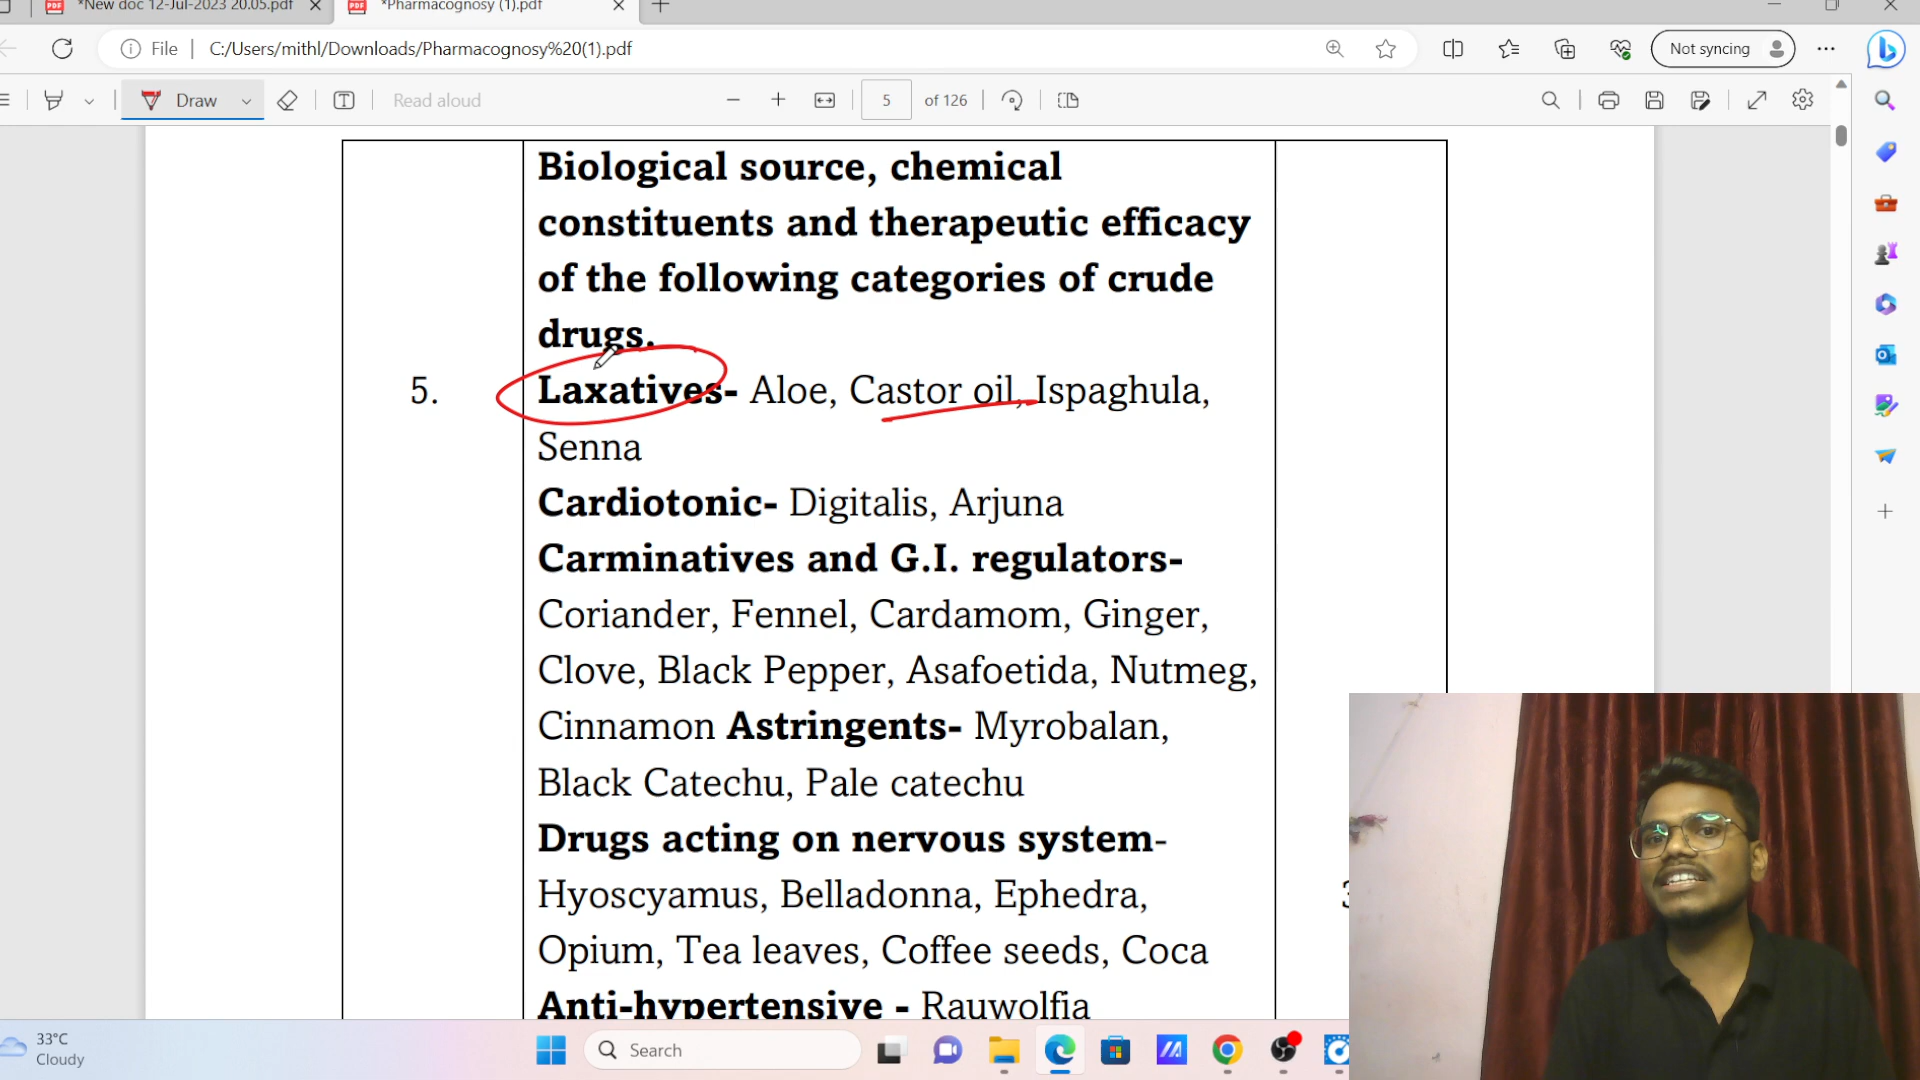 *New doc 12-Jul-2023 20.05.pdf
*Pharmacognosy (1).pdf
File
C:/Users/mithl/Downloads/Pharmacognosy%20(1).pdf
Not syncing
Draw
Read aloud
5
of 126
Biological source, chemical
constituents and therapeutic efficacy
of the following categories of crude
drugs.
5.
Laxatives- Aloe, Castor oil, Ispaghula,
Senna
Cardiotonic- Digitalis, Arjuna
Carminatives and G.I. regulators-
Coriander, Fennel, Cardamom, Ginger,
Clove, Black Pepper, Asafoetida, Nutmeg,
Cinnamon Astringents- Myrobalan,
Black Catechu, Pale catechu
Drugs acting on nervous system-
Hyoscyamus, Belladonna, Ephedra,
Opium, Tea leaves, Coffee seeds, Coca
Anti-hypertensive - Rauwolfia
33°C
Cloudy
Search